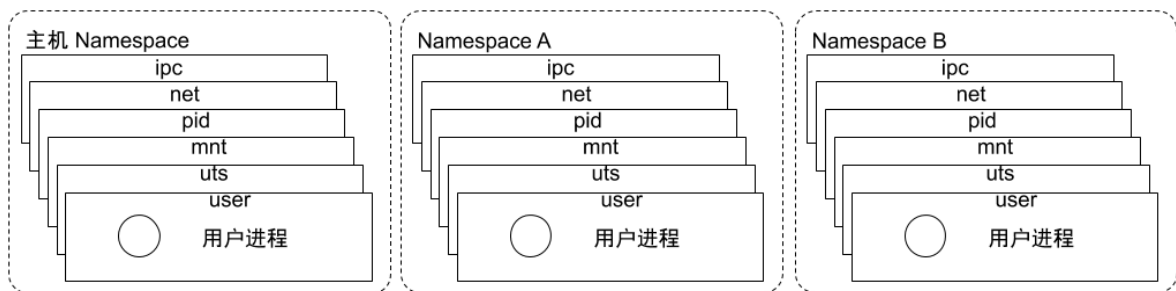 主机 Namespace
ipc
net
pid
mnt
uts
user
用户进程
Namespace A
ipc
net
pid
mnt
uts
user
用户进程
Namespace B
ipc
net
pid
mnt
uts
user
用户进程